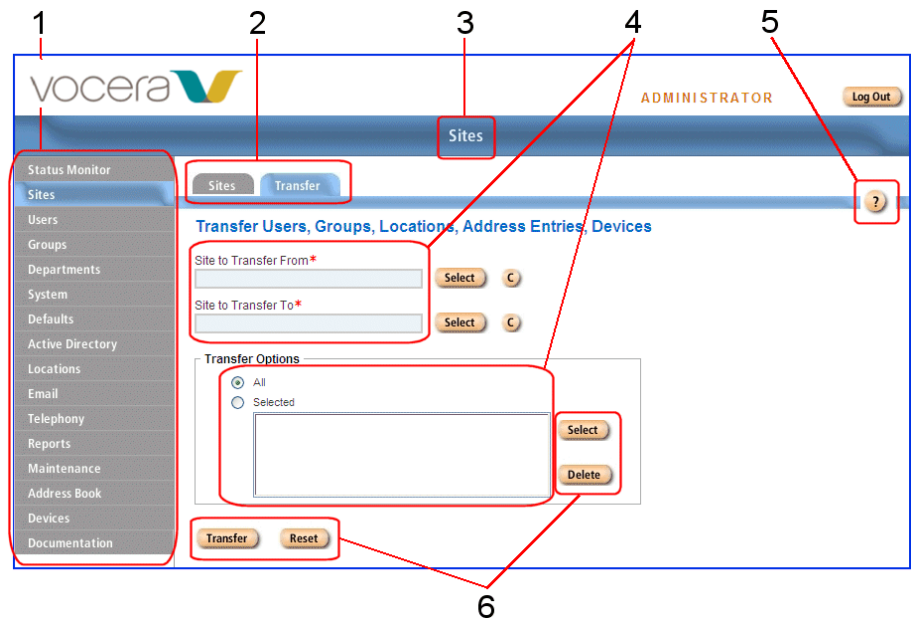 1 2 3 4 5
vocera
ADMINISTRATOR Log Out
Sites
Status Monitor
Sites
Users
Groups
Departments
System
Defaults
Active Directory
Locations
Email
Telephony
Reports
Maintenance
Address Book
Devices
Documentation
Sites Transfer
?
Transfer Users, Groups, Locations, Address Entries, Devices
Site to Transfer From*
Select C
Site to Transfer To*
Select C
Transfer Options
All
Selected
Select
Delete
Transfer Reset
6